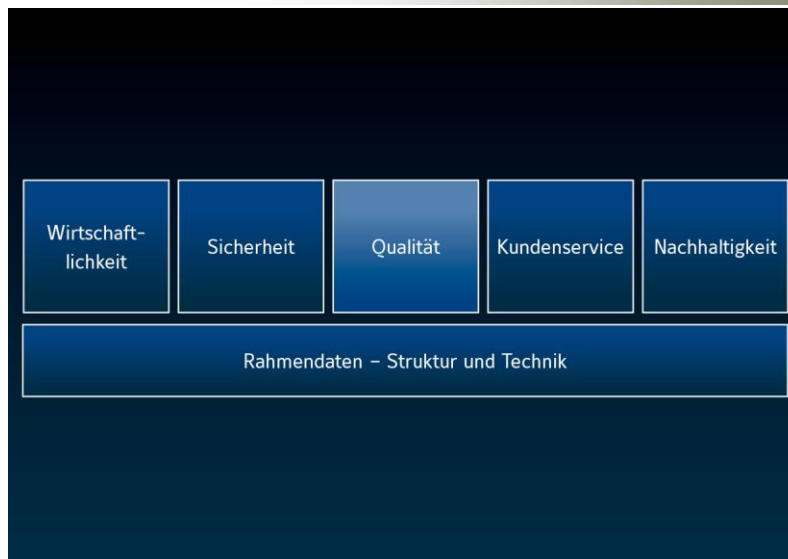 Wirtschaft-
lichkeit
Sicherheit
Qualität
Kundenservice
Nachhaltigkeit
Rahmendaten – Struktur und Technik